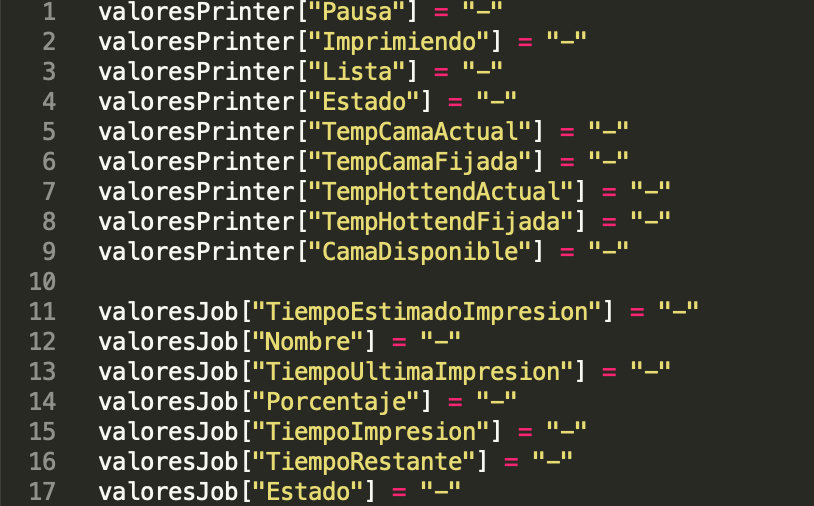 1 valoresPrinter["Pausa"] = "–"
2 valoresPrinter["Imprimiendo"] = "–"
3 valoresPrinter["Lista"] = "–"
4 valoresPrinter["Estado"] = "–"
5 valoresPrinter["TempCamaActual"] = "–"
6 valoresPrinter["TempCamaFijada"] = "–"
7 valoresPrinter["TempHottendActual"] = "–"
8 valoresPrinter["TempHottendFijada"] = "–"
9 valoresPrinter["CamaDisponible"] = "–"
10
11 valoresJob["TiempoEstimadoImpresion"] = "–"
12 valoresJob["Nombre"] = "–"
13 valoresJob["TiempoUltimaImpresion"] = "–"
14 valoresJob["Porcentaje"] = "–"
15 valoresJob["TiempoImpresion"] = "–"
16 valoresJob["TiempoRestante"] = "–"
17 valoresJob["Estado"] = "–"